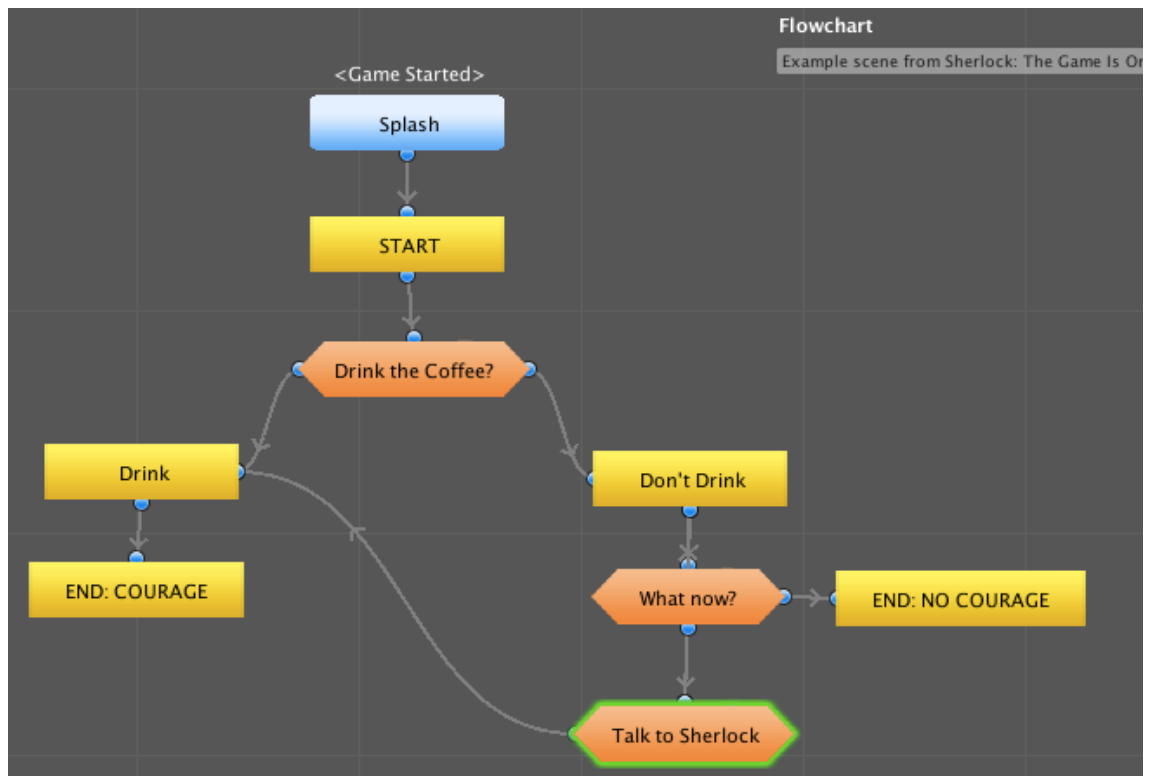 Flowchart
Example scene from Sherlock: The Game Is
<Game Started>
Splash
START
Drink the Coffee?
Drink
Don't Drink
END: COURAGE
What now?
END: NO COURAGE
Talk to Sherlock